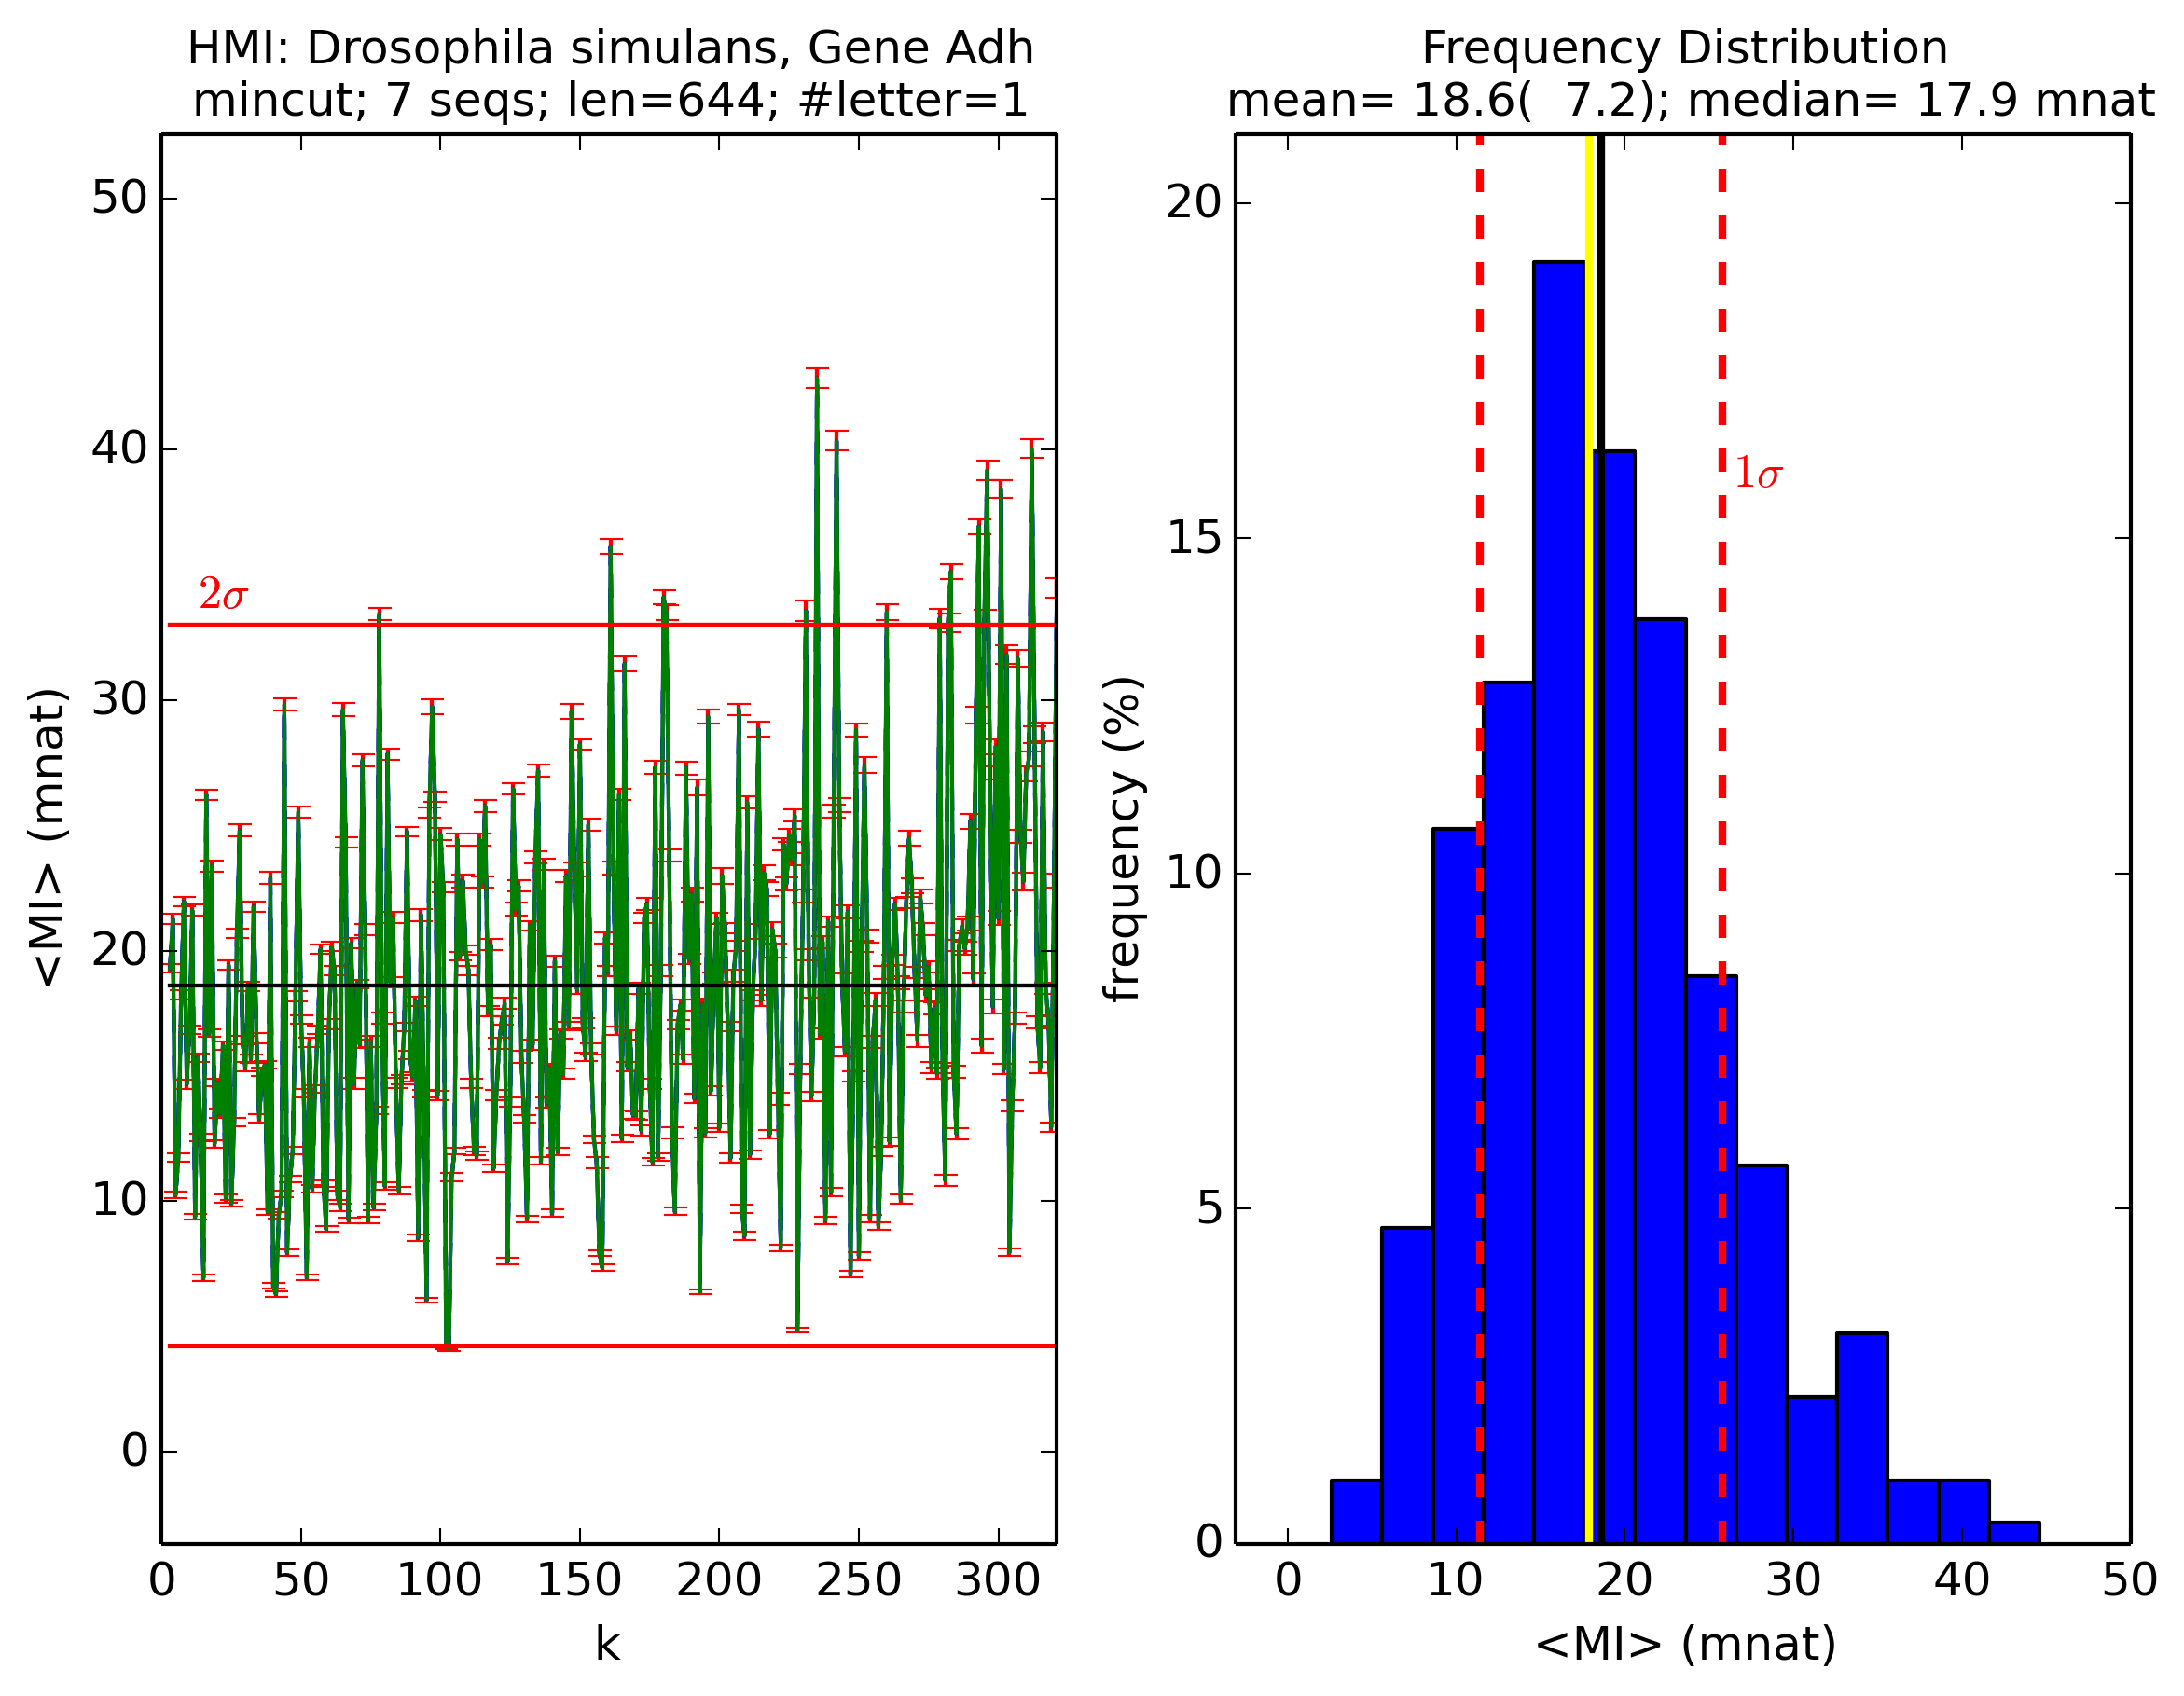 HMI: Drosophila simulans, Gene Adh
mincut; 7 seqs; len=644; #letter=1
<MI> (mnat)
50
40
30
20
10
0
2σ
0 50 100 150 200 250 300
k
Frequency Distribution
mean= 18.6(  7.2); median= 17.9 mnat
frequency (%)
20
15
10
5
0
1σ
0 10 20 30 40 50
<MI> (mnat)